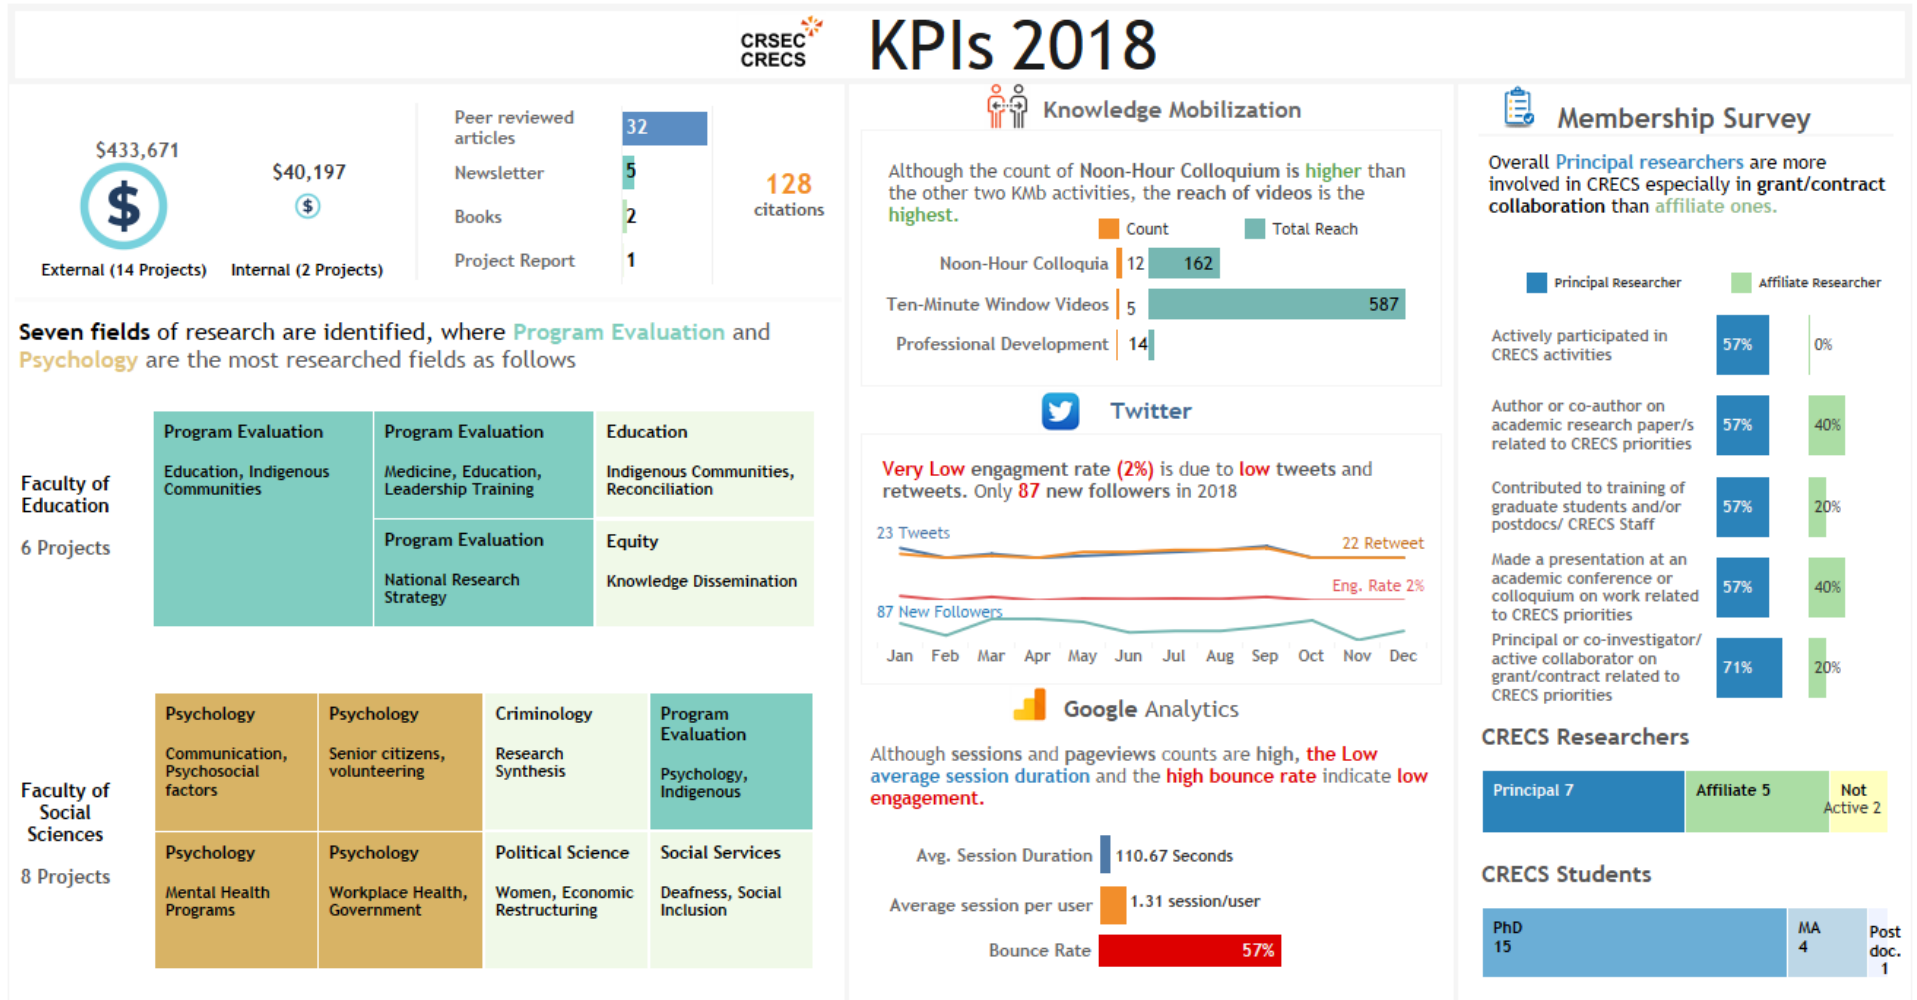 CRSEC
CRECS
KPIs 2018
$433,671
$
External (14 Projects)
$40,197
$
Internal (2 Projects)
Peer reviewed
articles
32
Newsletter
5
Books
2
Project Report
1
128
citations
Seven fields of research are identified, where Program Evaluation and
Psychology are the most researched fields as follows
Faculty of
Education
6 Projects
Program Evaluation
Education, Indigenous
Communities
Program Evaluation
Medicine, Education,
Leadership Training
Education
Indigenous Communities,
Reconciliation
Program Evaluation
National Research
Strategy
Equity
Knowledge Dissemination
Faculty of
Social
Sciences
8 Projects
Psychology
Communication,
Psychosocial
factors
Psychology
Senior citizens,
volunteering
Criminology
Research
Synthesis
Program
Evaluation
Psychology,
Indigenous
Psychology
Mental Health
Programs
Psychology
Workplace Health,
Government
Political Science
Women, Economic
Restructuring
Social Services
Deafness, Social
Inclusion
Knowledge Mobilization
Although the count of Noon-Hour Colloquium is higher than
the other two KMb activities, the reach of videos is the
highest.
Count
Total Reach
Noon-Hour Colloquia 12 162
Ten-Minute Window Videos 5 587
Professional Development 14
Twitter
Very Low engagment rate (2%) is due to low tweets and
retweets. Only 87 new followers in 2018
23 Tweets
22 Retweet
Eng. Rate 2%
87 New Followers
Jan Feb Mar Apr May Jun Jul Aug Sep Oct Nov Dec
Google Analytics
Although sessions and pageviews counts are high, the Low
average session duration and the high bounce rate indicate low
engagement.
Avg. Session Duration 110.67 Seconds
Average session per user 1.31 session/user
Bounce Rate 57%
Membership Survey
Overall Principal researchers are more
involved in CRECS especially in grant/contract
collaboration than affiliate ones.
Principal Researcher
Affiliate Researcher
Actively participated in
CRECS activities
57% 0%
Author or co-author on
academic research paper/s
related to CRECS priorities
57% 40%
Contributed to training of
graduate students and/or
postdocs/ CRECS Staff
57% 20%
Made a presentation at an
academic conference or
colloquium on work related
to CRECS priorities
57% 40%
Principal or co-investigator/
active collaborator on
grant/contract related to
CRECS priorities
71% 20%
CRECS Researchers
Principal 7
Affiliate 5
Not
Active 2
CRECS Students
PhD
15
MA
4
Post
doc.
1